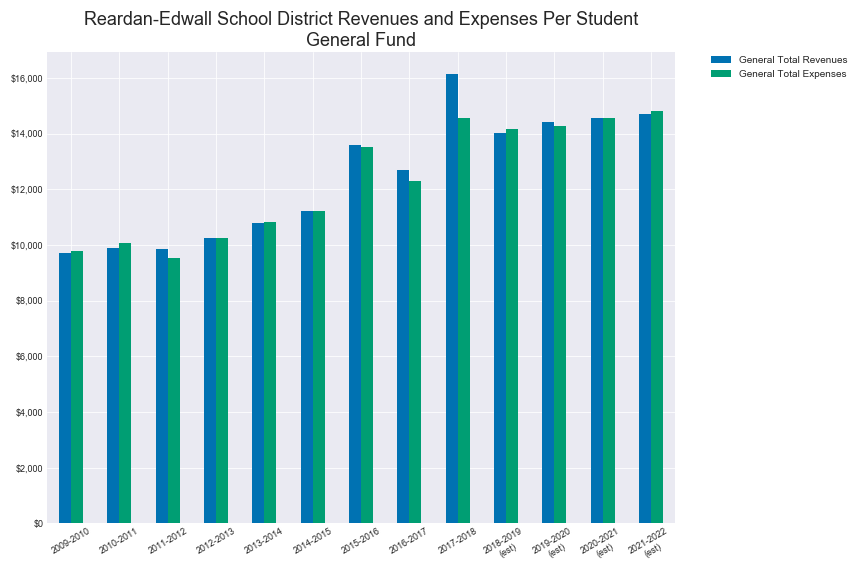 Reardan-Edwall School District Revenues and Expenses Per Student
General Fund
General Total Revenues
General Total Expenses
$16,000
$14,000
$12,000
$10,000
$8,000
$6,000
$4,000
$2,000
$0
2009-2010
2010-2011
2011-2012
2012-2013
2013-2014
2014-2015
2015-2016
2016-2017
2017-2018
2018-2019
(est)
2019-2020
(est)
2020-2021
(est)
2021-2022
(est)